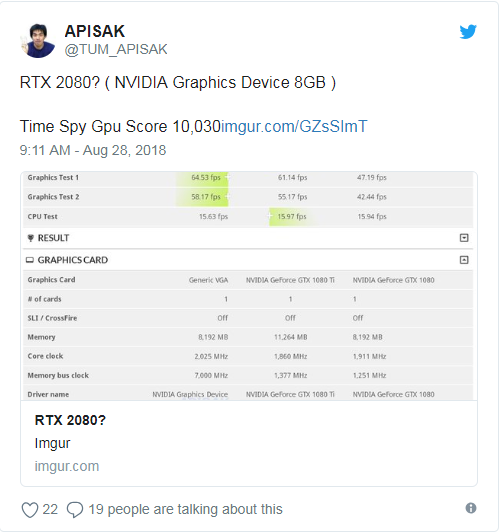 APISAK
@TUM_APISAK
RTX 2080? ( NVIDIA Graphics Device 8GB )
Time Spy Gpu Score 10,030imgur.com/GZsSlmT
9:11 AM - Aug 28, 2018
Graphics Test 1 64.53 fps 61.14 fps 47.19 fps
Graphics Test 2 58.17 fps 55.17 fps 42.44 fps
CPU Test 15.63 fps 15.97 fps 15.94 fps
RESULT
GRAPHICS CARD
Graphics Card Generic VGA NVIDIA GeForce GTX 1080 Ti NVIDIA GeForce GTX 1080
# of cards 1 1 1
SLI / CrossFire Off Off Off
Memory 8,192 MB 11,264 MB 8,192 MB
Core clock 2,025 MHz 1,860 MHz 1,911 MHz
Memory bus clock 7,000 MHz 1,377 MHz 1,251 MHz
Driver name NVIDIA Graphics Device NVIDIA GeForce GTX 1080 Ti NVIDIA GeForce GTX 1080
RTX 2080?
Imgur
imgur.com
22 19 people are talking about this